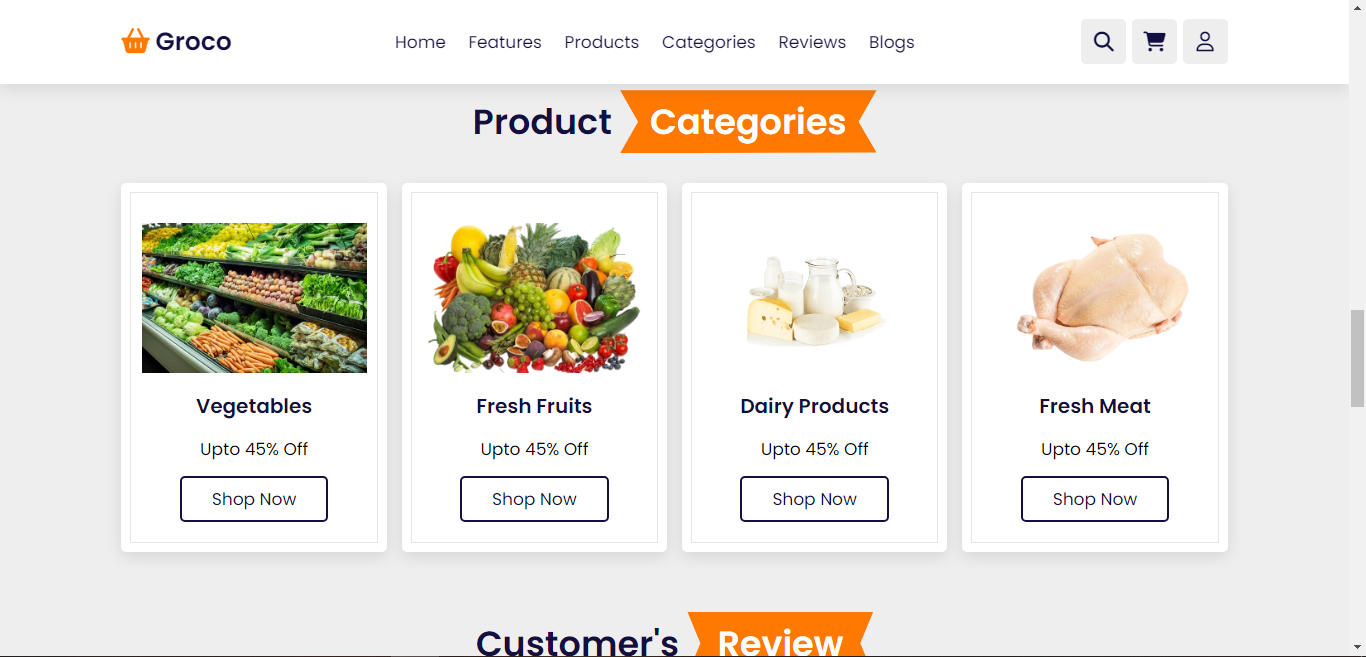 Groco
Home Features Products Categories Reviews Blogs
Product Categories
Vegetables
Upto 45% Off
Shop Now
Fresh Fruits
Upto 45% Off
Shop Now
Dairy Products
Upto 45% Off
Shop Now
Fresh Meat
Upto 45% Off
Shop Now
Customer's Review